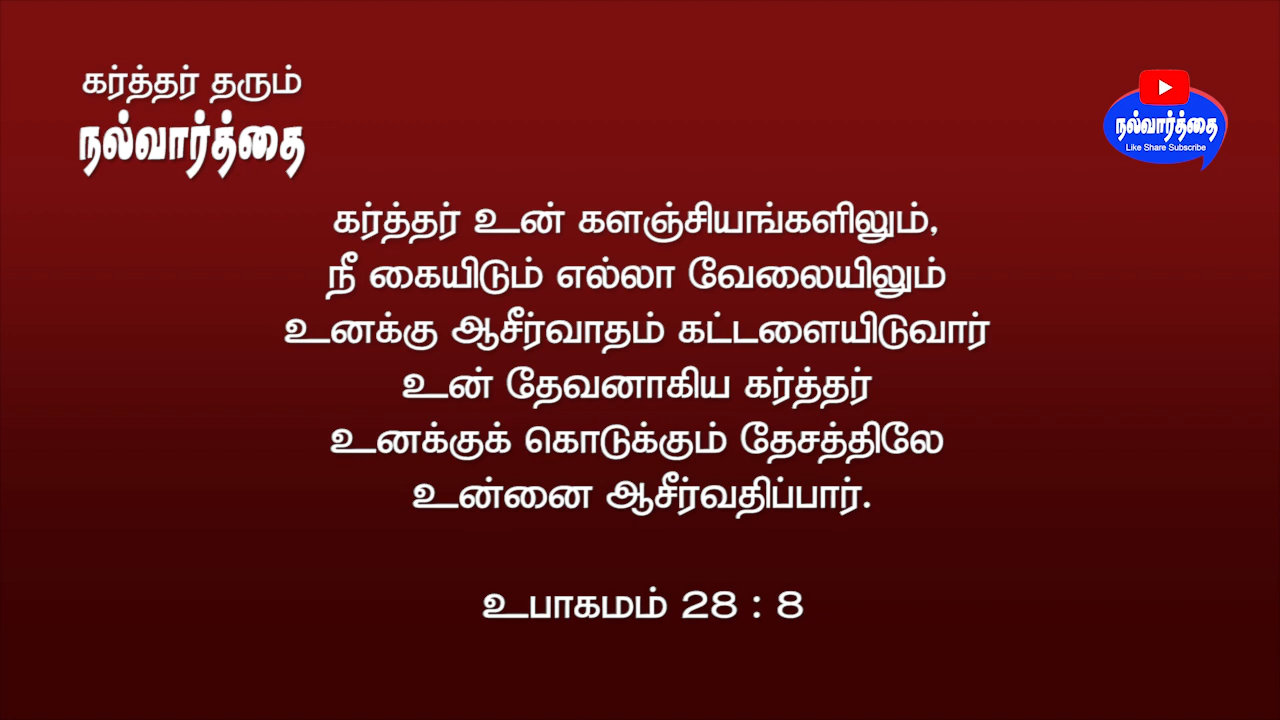 கர்த்தர் தரும்
நல்வார்த்தை
நல்வார்த்தை
Like Share Subscribe
கர்த்தர் உன் களஞ்சியங்களிலும்,
நீ கையிடும் எல்லா வேலையிலும்
உனக்கு ஆசீர்வாதம் கட்டளையிடுவார்
உன் தேவனாகிய கர்த்தர்
உனக்குக் கொடுக்கும் தேசத்திலே
உன்னை ஆசீர்வதிப்பார்.
உபாகமம் 28 : 8